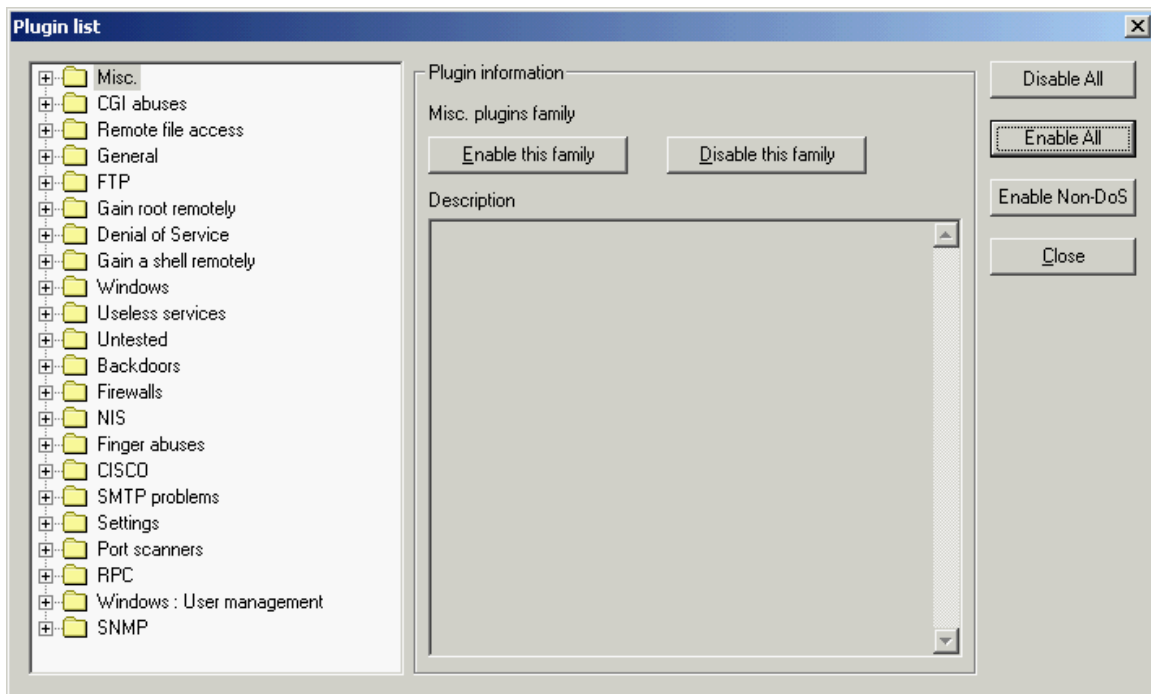 Plugin list
Misc.
CGI abuses
Remote file access
General
FTP
Gain root remotely
Denial of Service
Gain a shell remotely
Windows
Useless services
Untested
Backdoors
Firewalls
NIS
Finger abuses
CISCO
SMTP problems
Settings
Port scanners
RPC
Windows : User management
SNMP
Plugin information
Misc. plugins family
Enable this family
Disable this family
Description
Disable All
Enable All
Enable Non-DoS
Close